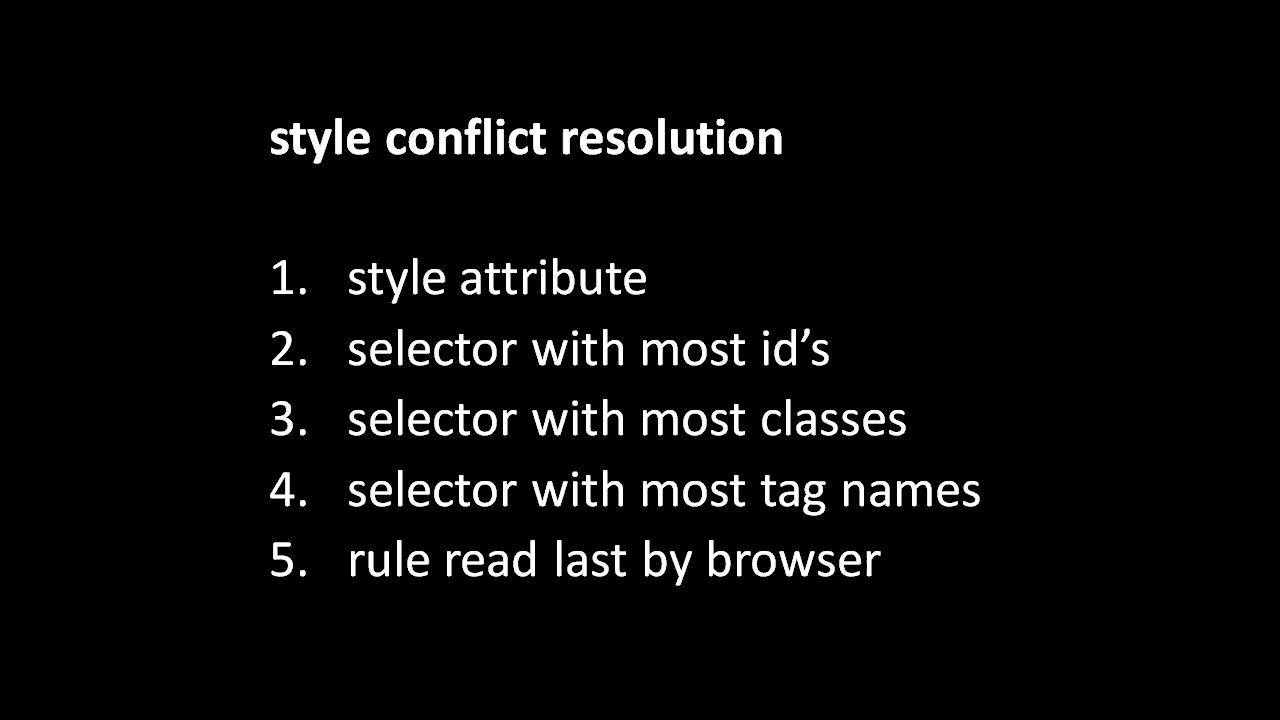 style conflict resolution
1. style attribute
2. selector with most id’s
3. selector with most classes
4. selector with most tag names
5. rule read last by browser